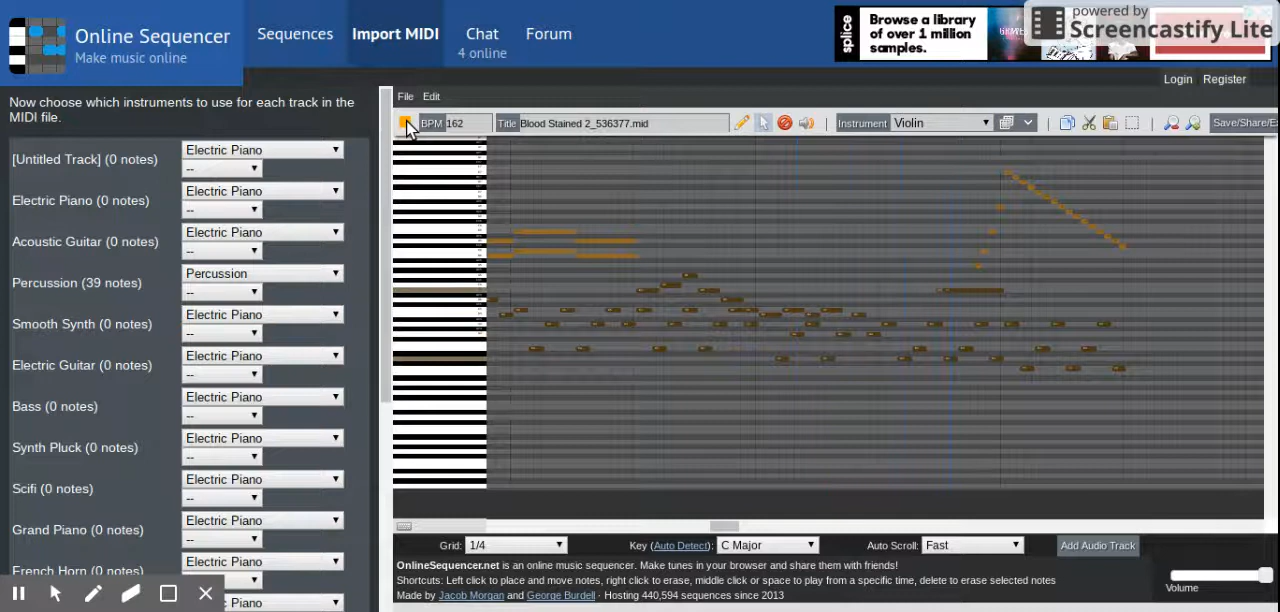 Online Sequencer
Make music online
Sequences
Import MIDI
Chat
4 online
Forum
splice
Browse a library
of over 1 million
samples.
powered by
Screencastify Lite
Login
Register
Now choose which instruments to use for each track in the
MIDI file.
[Untitled Track] (0 notes)
Electric Piano
--
Electric Piano (0 notes)
Electric Piano
--
Acoustic Guitar (0 notes)
Electric Piano
--
Percussion (39 notes)
Percussion
--
Smooth Synth (0 notes)
Electric Piano
--
Electric Guitar (0 notes)
Electric Piano
--
Bass (0 notes)
Electric Piano
--
Synth Pluck (0 notes)
Electric Piano
--
Scifi (0 notes)
Electric Piano
--
Grand Piano (0 notes)
Electric Piano
--
French Horn (0 notes)
Electric Piano
Piano
File
Edit
BPM 162
Title Blood Stained 2_536377.mid
Instrument Violin
Save/Share/E
Grid: 1/4
Key (Auto Detect): C Major
Auto Scroll: Fast
Add Audio Track
OnlineSequencer.net is an online music sequencer. Make tunes in your browser and share them with friends!
Shortcuts: Left click to place and move notes, right click to erase, middle click or space to play from a specific time, delete to erase selected notes
Made by Jacob Morgan and George Burdell · Hosting 440,594 sequences since 2013
Volume